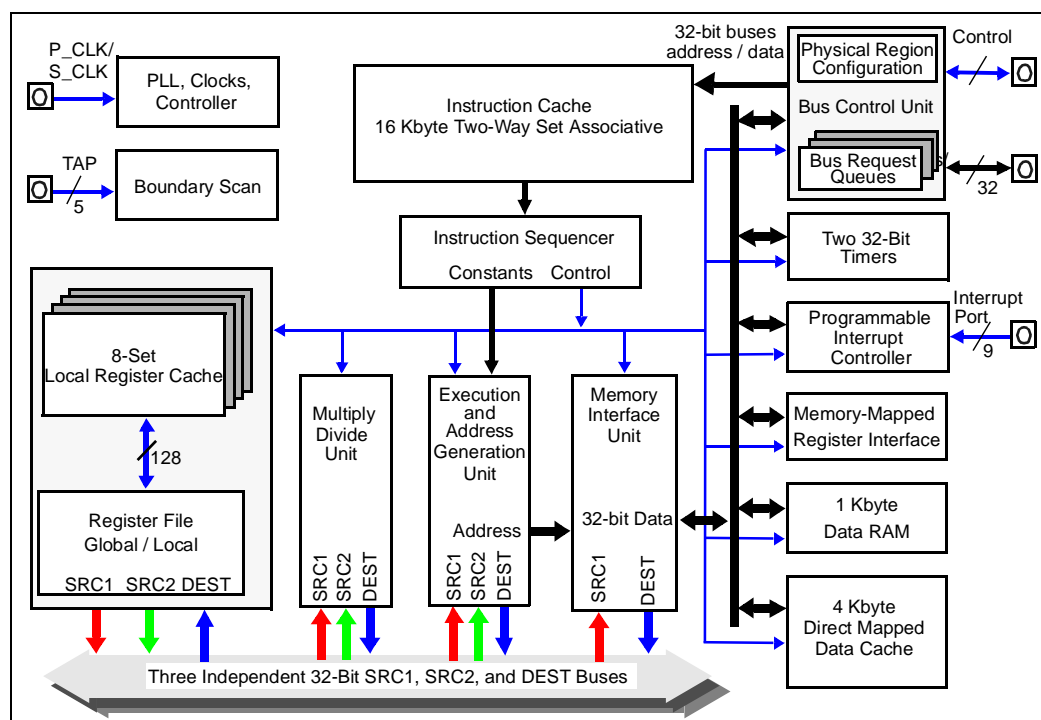 P_CLK/
S_CLK
PLL, Clocks,
Controller
TAP
5
Boundary Scan
Instruction Cache
16 Kbyte Two-Way Set Associative
32-bit buses
address / data
Physical Region
Configuration
Control
Bus Control Unit
Bus Request
Queues
32
Instruction Sequencer
Constants Control
Two 32-Bit
Timers
Interrupt
Port
9
Programmable
Interrupt
Controller
8-Set
Local Register Cache
128
Register File
Global / Local
SRC1 SRC2 DEST
Multiply
Divide
Unit
SRC1
SRC2
DEST
Execution
and
Address
Generation
Unit
Address
SRC1
SRC2
DEST
Memory
Interface
Unit
32-bit Data
SRC1
DEST
Memory-Mapped
Register Interface
1 Kbyte
Data RAM
4 Kbyte
Direct Mapped
Data Cache
Three Independent 32-Bit SRC1, SRC2, and DEST Buses